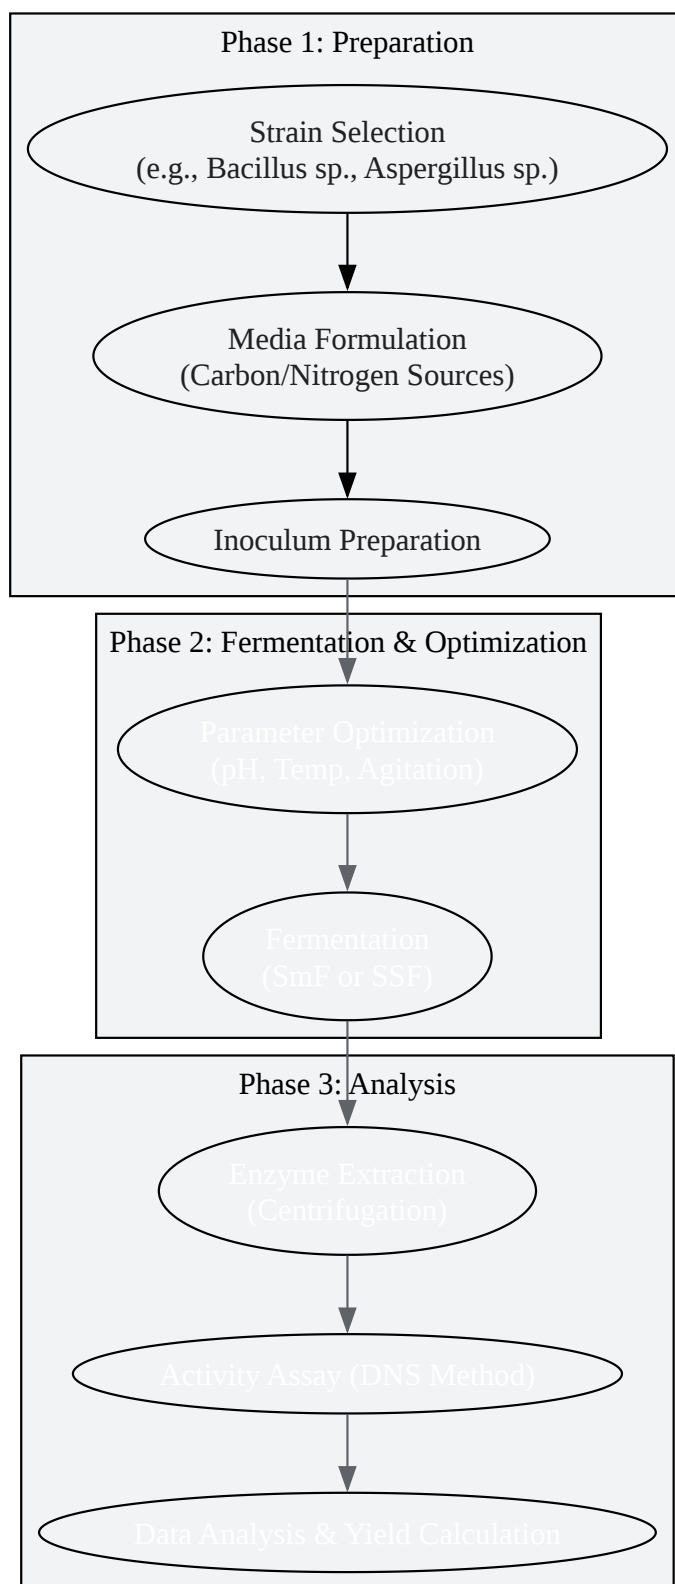 Phase 1: Preparation
Strain Selection
(e.g., Bacillus sp., Aspergillus sp.)
Media Formulation
(Carbon/Nitrogen Sources)
Inoculum Preparation
Phase 2: Fermentation & Optimization
Parameter Optimization
(pH, Temp, Agitation)
Fermentation
(SmF or SSF)
Phase 3: Analysis
Enzyme Extraction
(Centrifugation)
Activity Assay (DNS Method)
Data Analysis & Yield Calculation